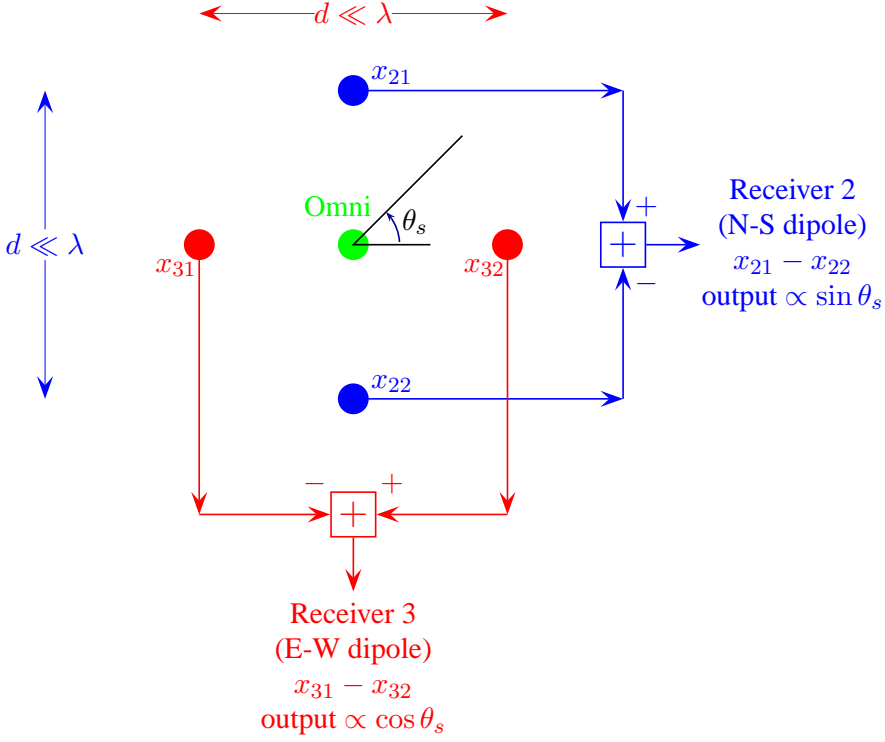 d ≪ λ
x₂₁
Omni
θₛ
d ≪ λ
x₃₁
x₃₂
+
+
−
Receiver 2
(N-S dipole)
x₂₁ − x₂₂
output ∝ sin θₛ
x₂₂
− +
+
Receiver 3
(E-W dipole)
x₃₁ − x₃₂
output ∝ cos θₛ